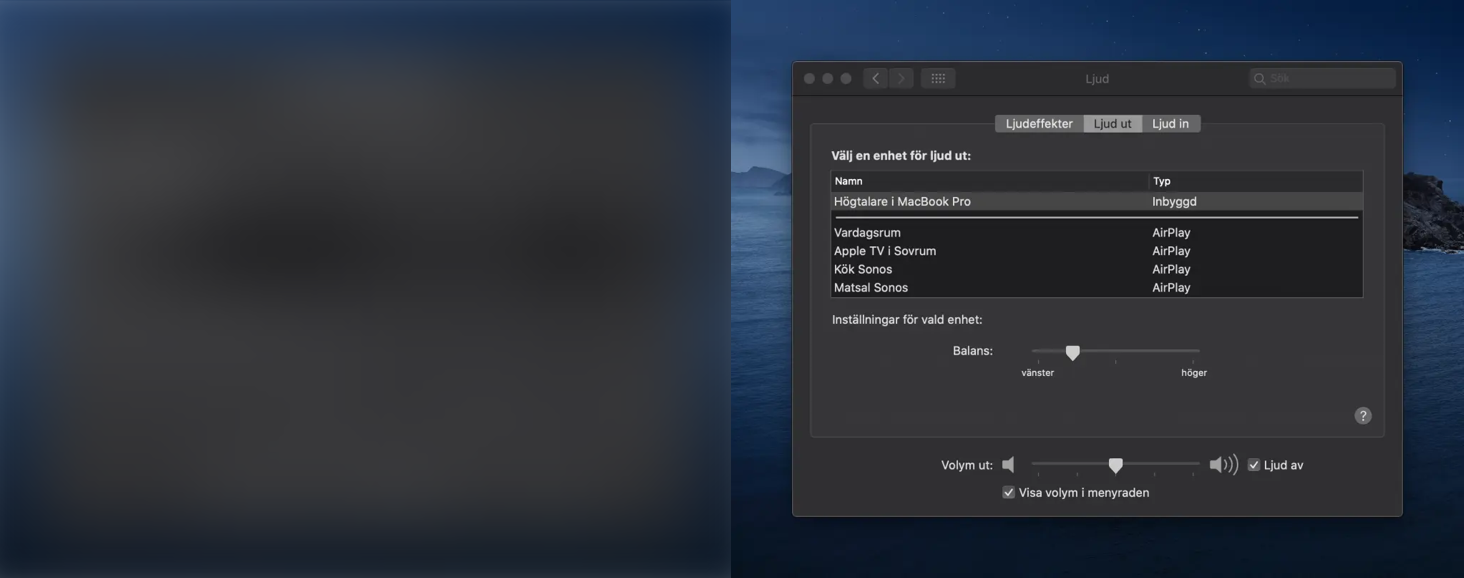 Ljud
Sök
Ljudeffekter Ljud ut Ljud in
Välj en enhet för ljud ut:
Namn Typ
Högtalare i MacBook Pro Inbyggd
Vardagsrum AirPlay
Apple TV i Sovrum AirPlay
Kök Sonos AirPlay
Matsal Sonos AirPlay
Inställningar för vald enhet:
Balans:
vänster höger
?
Volym ut: Ljud av
Visa volym i menyraden